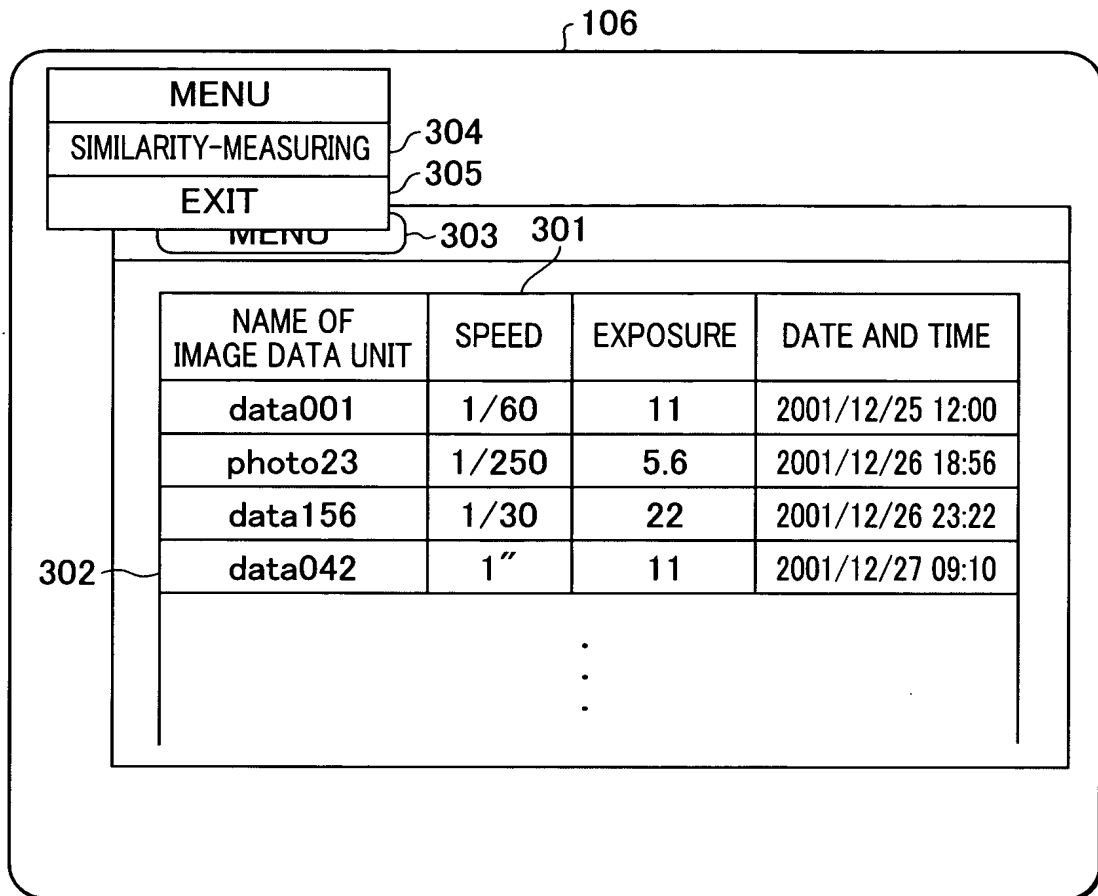 106
MENU
SIMILARITY-MEASURING
304
EXIT
305
MENU
303
301
NAME OF
IMAGE DATA UNIT
SPEED
EXPOSURE
DATE AND TIME
data001
1/60
11
2001/12/25 12:00
photo23
1/250
5.6
2001/12/26 18:56
data156
1/30
22
2001/12/26 23:22
302
data042
1″
11
2001/12/27 09:10